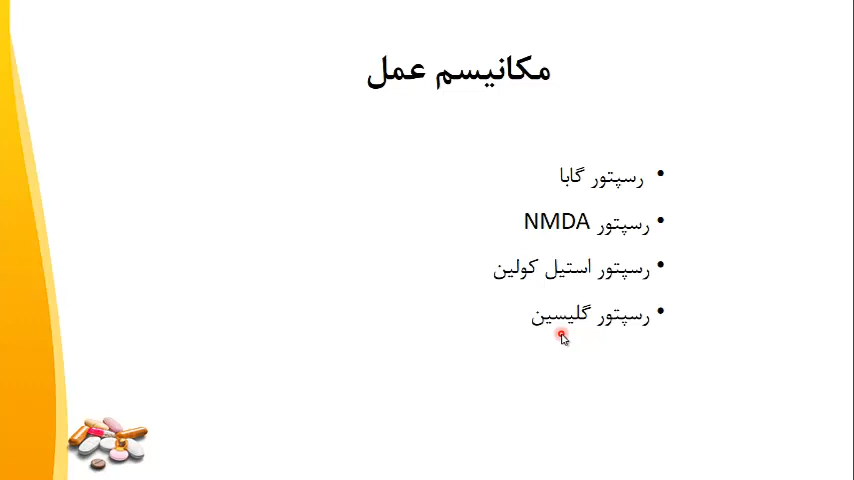 مکانیسم عمل
• رسپتور گابا
• رسپتور NMDA
• رسپتور استیل کولین
• رسپتور گلیسین